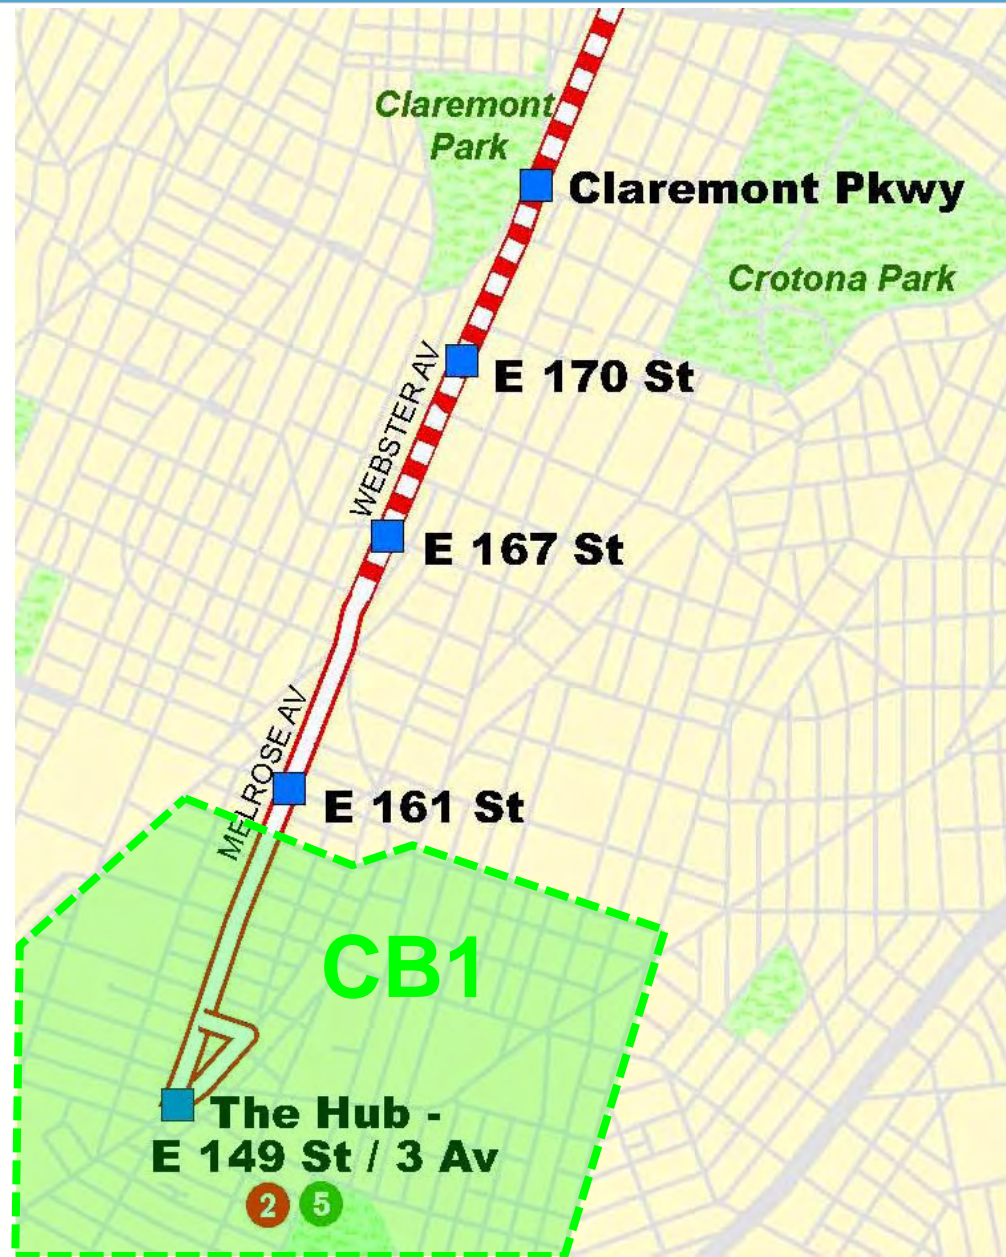 Claremont
Park
Claremont Pkwy
Crotona Park
WEBSTER AV
E 170 St
E 167 St
MELROSE AV
E 161 St
CB1
The Hub -
E 149 St / 3 Av
2 5